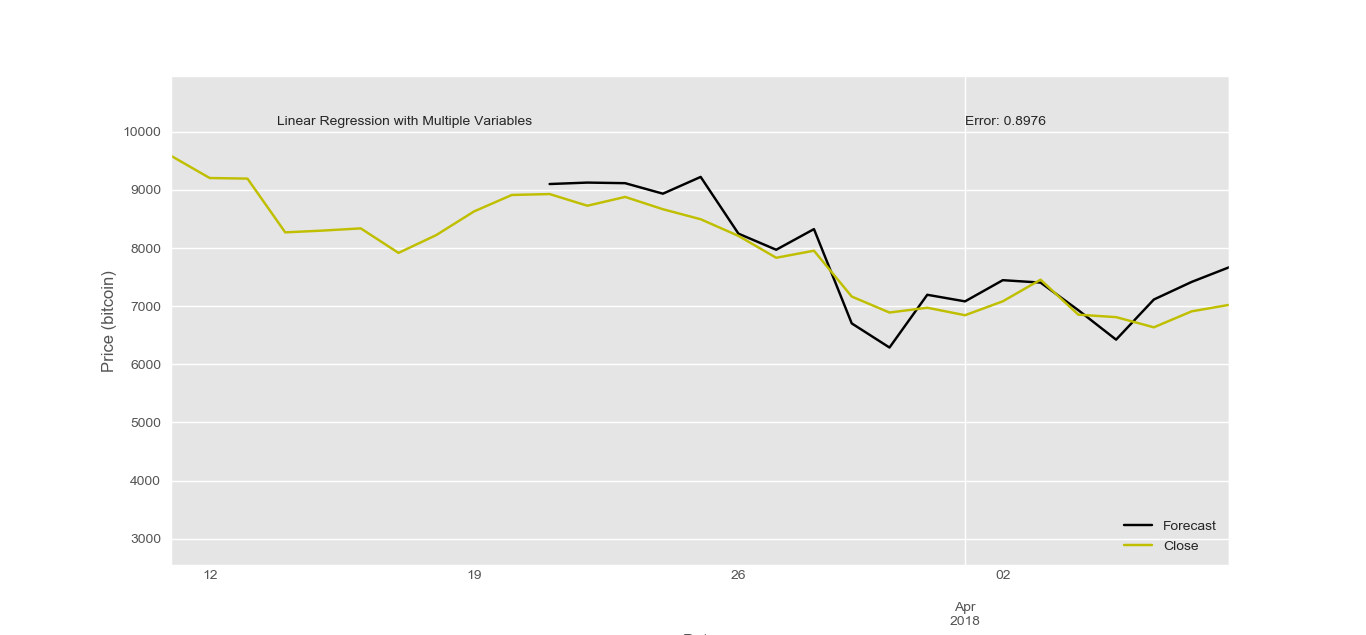 Linear Regression with Multiple Variables
Error: 0.8976
10000
9000
8000
7000
6000
5000
4000
3000
Price (bitcoin)
Forecast
Close
12
19
26
02
Apr
2018